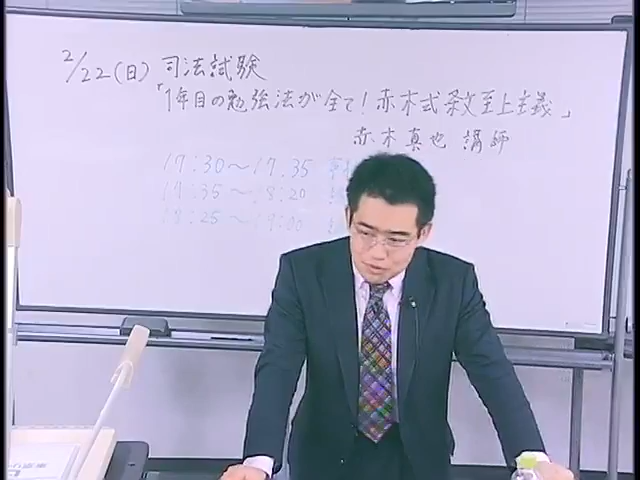 2/22(日) 司法試験
「1年目の勉強法が全て！赤木式条文至上主義」
赤木真也 講師
17:30～17:35
17:35～18:20
18:25～19:00